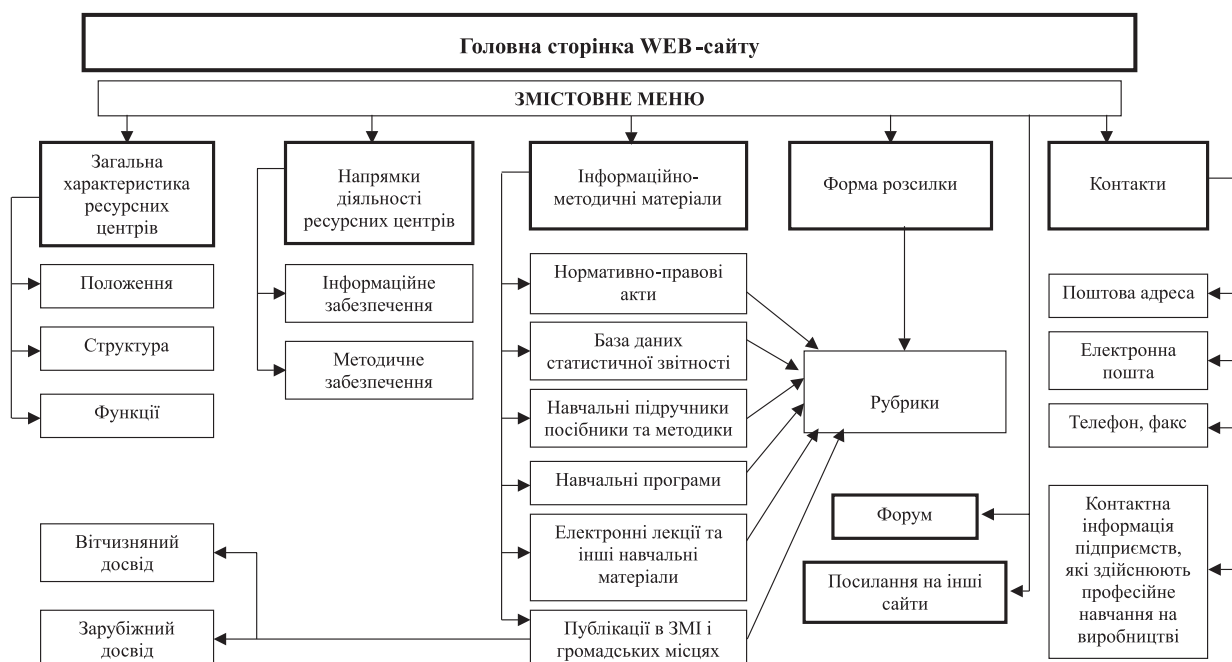 Головна сторінка WEB-сайту
ЗМІСТОВНЕ МЕНЮ
Загальна
характеристика
ресурсних
центрів
Положення
Структура
Функції
Напрямки
діяльності
ресурсних центрів
Інформаційне
забезпечення
Методичне
забезпечення
Інформаційно-
методичні матеріали
Нормативно-правові
акти
База даних
статистичної звітності
Навчальні підручники
посібники та методики
Навчальні програми
Електронні лекції та
інші навчальні
матеріали
Публікації в ЗМІ і
громадських місцях
Вітчизняний
досвід
Зарубіжний
досвід
Форма розсилки
Рубрики
Форум
Посилання на інші
сайти
Контакти
Поштова адреса
Електронна
пошта
Телефон, факс
Контактна
інформація
підприємств,
які здійснюють
професійне
навчання на
виробництві